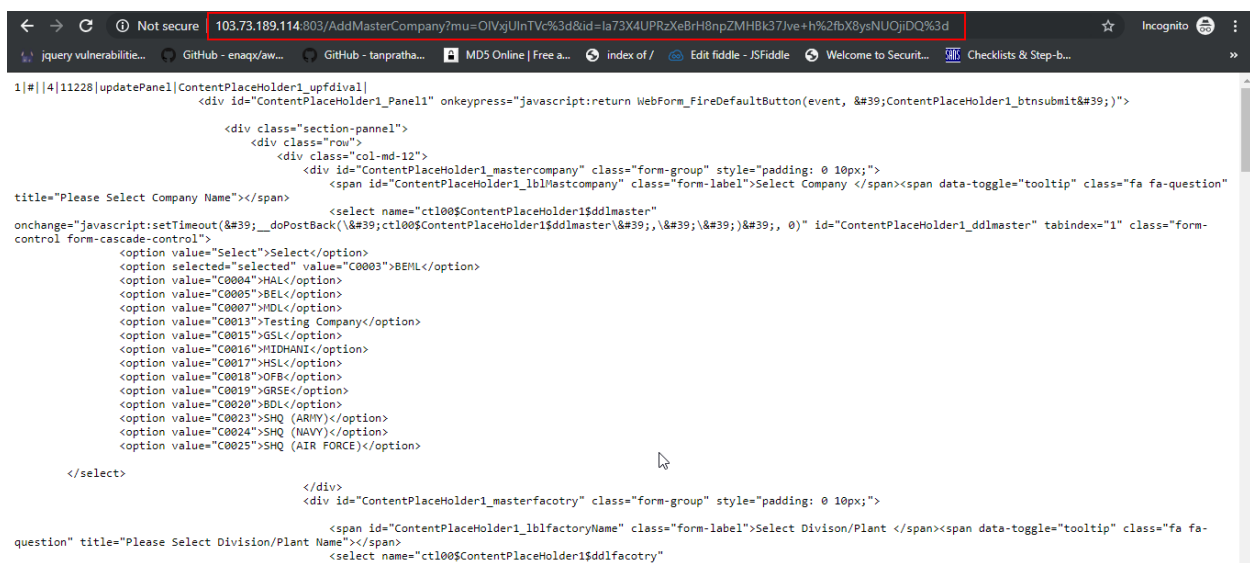 Not secure | 103.73.189.114:803/AddMasterCompany?mu=OlVxjUlnTVc%3d&id=Ia73X4UPRzXeBrH8npZMHBk37Jve+h%2fbX8ysNUOjiDQ%3d Incognito
jquery vulnerabilitie... GitHub - enaqx/aw... GitHub - tanpratha... MD5 Online | Free a... index of / Edit fiddle - JSFiddle Welcome to Securit... Checklists & Step-b... »
1|#||4|11228|updatePanel|ContentPlaceHolder1_upfdival|
<div id="ContentPlaceHolder1_Panel1" onkeypress="javascript:return WebForm_FireDefaultButton(event, &#39;ContentPlaceHolder1_btnsubmit&#39;)">
<div class="section-pannel">
<div class="row">
<div class="col-md-12">
<div id="ContentPlaceHolder1_mastercompany" class="form-group" style="padding: 0 10px;">
<span id="ContentPlaceHolder1_lblMastcompany" class="form-label">Select Company </span><span data-toggle="tooltip" class="fa fa-question"
title="Please Select Company Name"></span>
<select name="ctl00$ContentPlaceHolder1$ddlmaster"
onchange="javascript:setTimeout(&#39;__doPostBack(\&#39;ctl00$ContentPlaceHolder1$ddlmaster\&#39;,\&#39;\&#39;)&#39;, 0)" id="ContentPlaceHolder1_ddlmaster" tabindex="1" class="form-
control form-cascade-control">
<option value="Select">Select</option>
<option selected="selected" value="C0003">BEML</option>
<option value="C0004">HAL</option>
<option value="C0005">BEL</option>
<option value="C0007">MDL</option>
<option value="C0013">Testing Company</option>
<option value="C0015">GSL</option>
<option value="C0016">MIDHANI</option>
<option value="C0017">HSL</option>
<option value="C0018">OFB</option>
<option value="C0019">GRSE</option>
<option value="C0020">BDL</option>
<option value="C0023">SHQ (ARMY)</option>
<option value="C0024">SHQ (NAVY)</option>
<option value="C0025">SHQ (AIR FORCE)</option>
</select>
</div>
<div id="ContentPlaceHolder1_masterfacotry" class="form-group" style="padding: 0 10px;">
<span id="ContentPlaceHolder1_lblfactoryName" class="form-label">Select Divison/Plant </span><span data-toggle="tooltip" class="fa fa-
question" title="Please Select Division/Plant Name"></span>
<select name="ctl00$ContentPlaceHolder1$ddlfacotry"